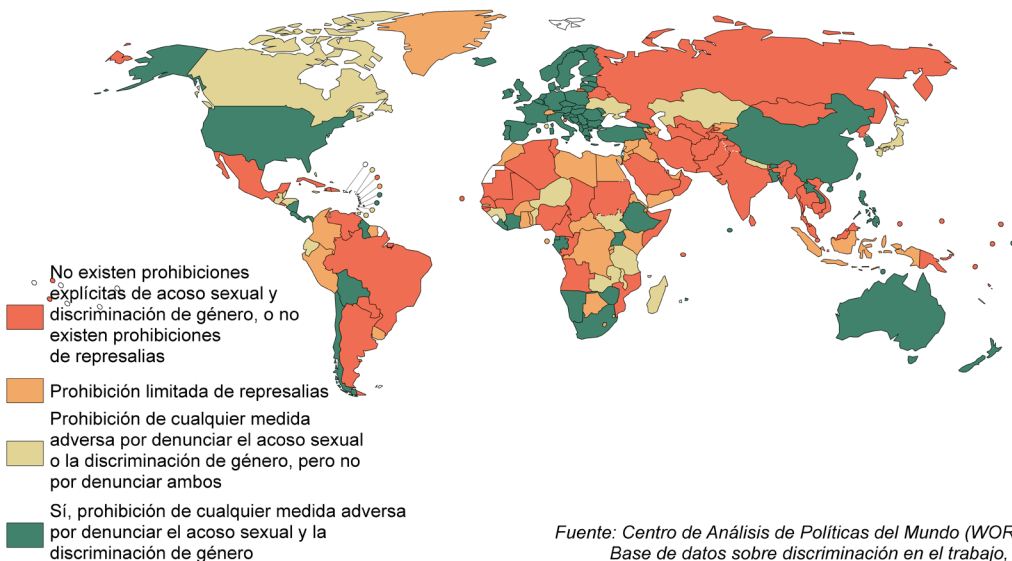 No existen prohibiciones
explícitas de acoso sexual y
discriminación de género, o no
existen prohibiciones
de represalias
Prohibición limitada de represalias
Prohibición de cualquier medida
adversa por denunciar el acoso sexual
o la discriminación de género, pero no
por denunciar ambos
Sí, prohibición de cualquier medida adversa
por denunciar el acoso sexual y la
discriminación de género
Fuente: Centro de Análisis de Políticas del Mundo (WOR
Base de datos sobre discriminación en el trabajo,